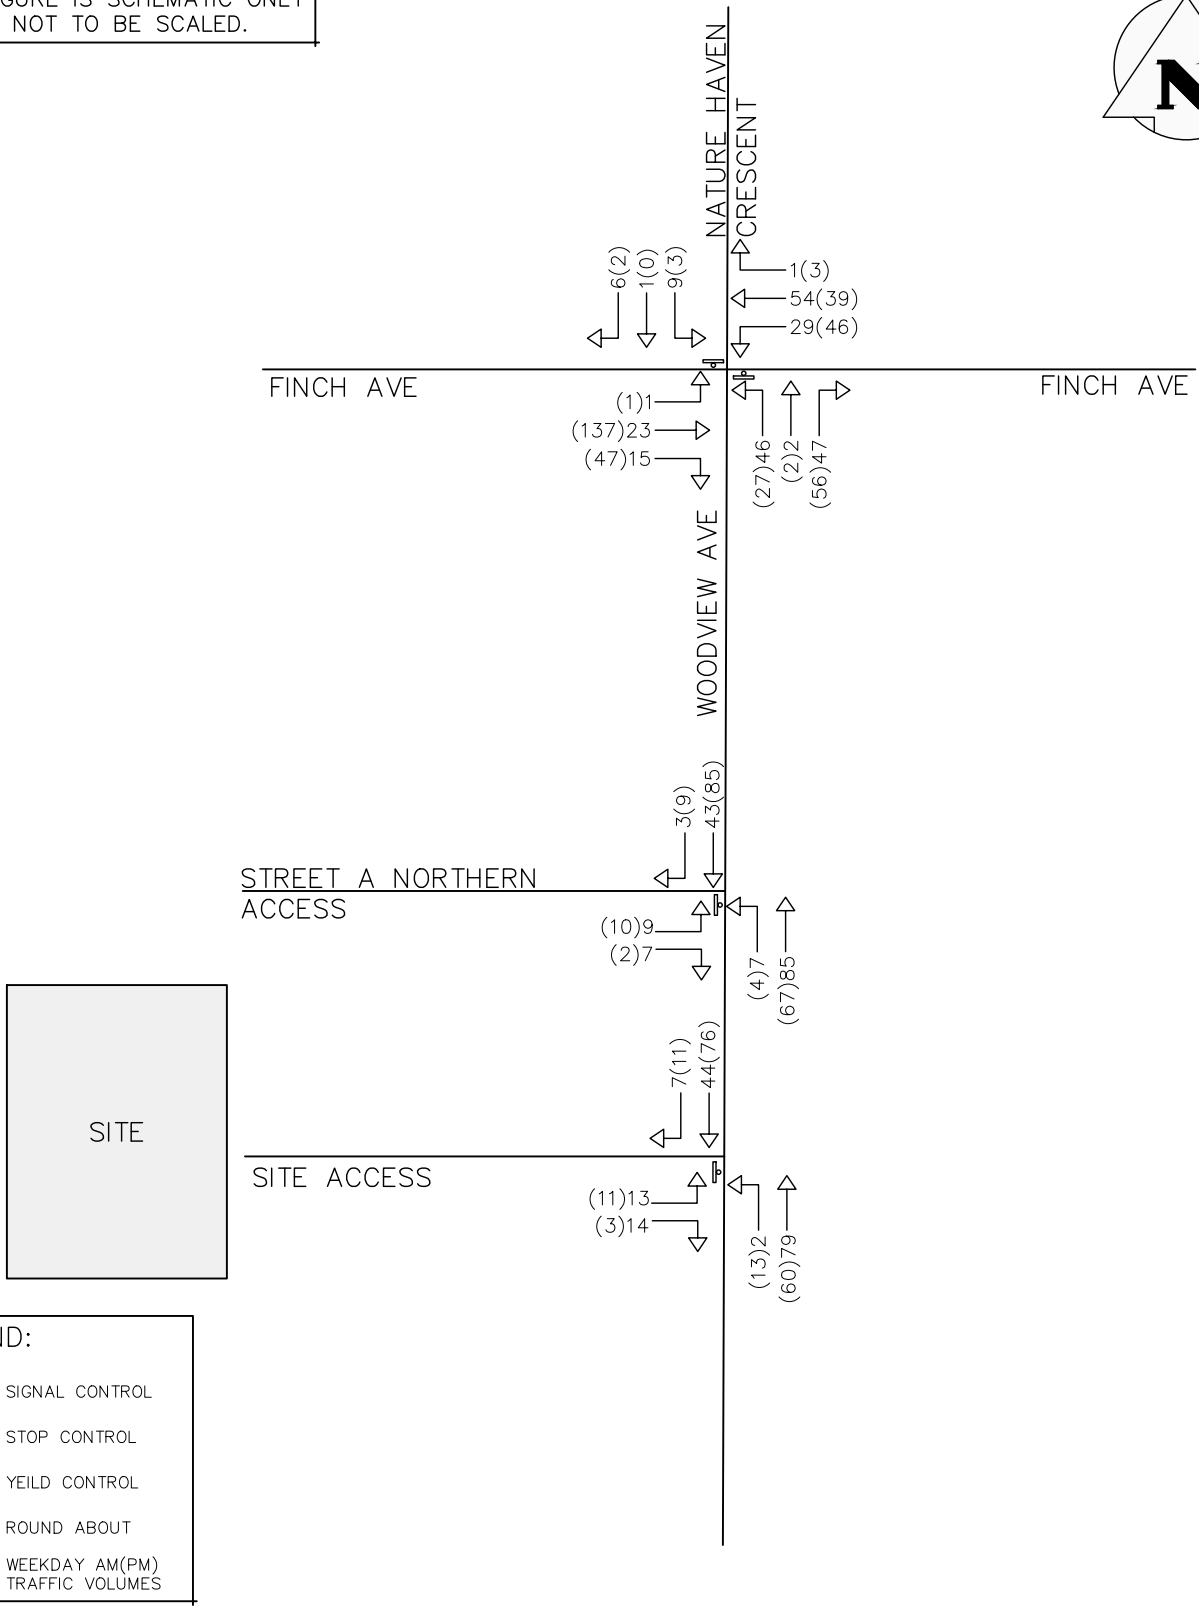 NOT TO BE SCALED.
N
NATURE HAVEN
CRESCENT
6(2)
1(0)
9(3)
1(3)
54(39)
29(46)
FINCH AVE
FINCH AVE
(1)1
(137)23
(47)15
(27)46
(2)2
(56)47
WOODVIEW AVE
3(9)
43(85)
STREET A NORTHERN
ACCESS
(10)9
(2)7
(4)7
(67)85
7(11)
44(76)
SITE
SITE ACCESS
(11)13
(3)14
(13)2
(60)79
ND:
SIGNAL CONTROL
STOP CONTROL
YEILD CONTROL
ROUND ABOUT
WEEKDAY AM(PM)
TRAFFIC VOLUMES